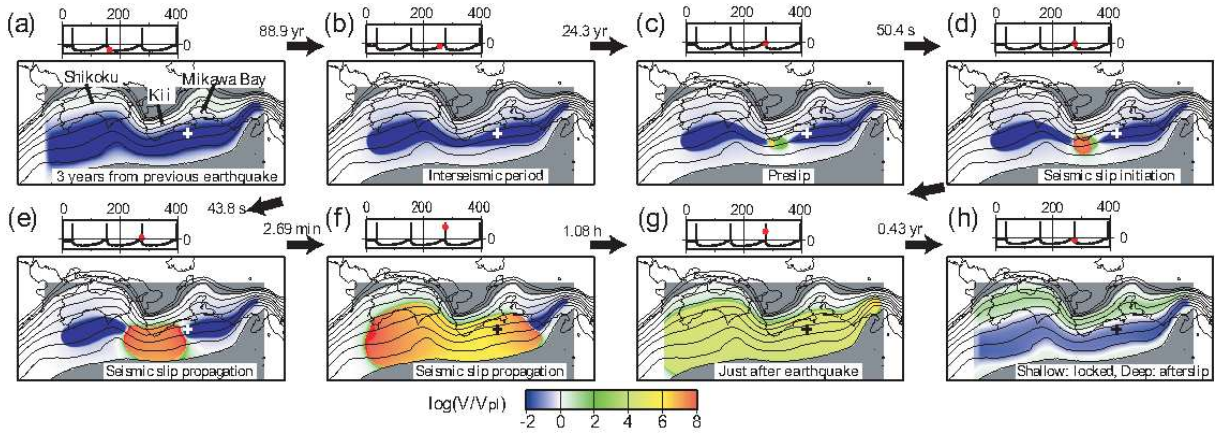 0 200 400
0 200 400
0 200 400
0 200 400
(a)
88.9 yr
(b)
24.3 yr
(c)
50.4 s
(d)
0
0
0
0
Shikoku
Mikawa Bay
Kii
3 years from previous earthquake
Interseismic period
Preslip
Seismic slip initiation
0 200 400
0 200 400
0 200 400
0 200 400
(e)
43.8 s
2.69 min
(f)
1.08 h
(g)
0.43 yr
(h)
0
0
0
0
Seismic slip propagation
Seismic slip propagation
Just after earthquake
Shallow: locked, Deep: afterslip
log(V/Vpl)
-2 0 2 4 6 8